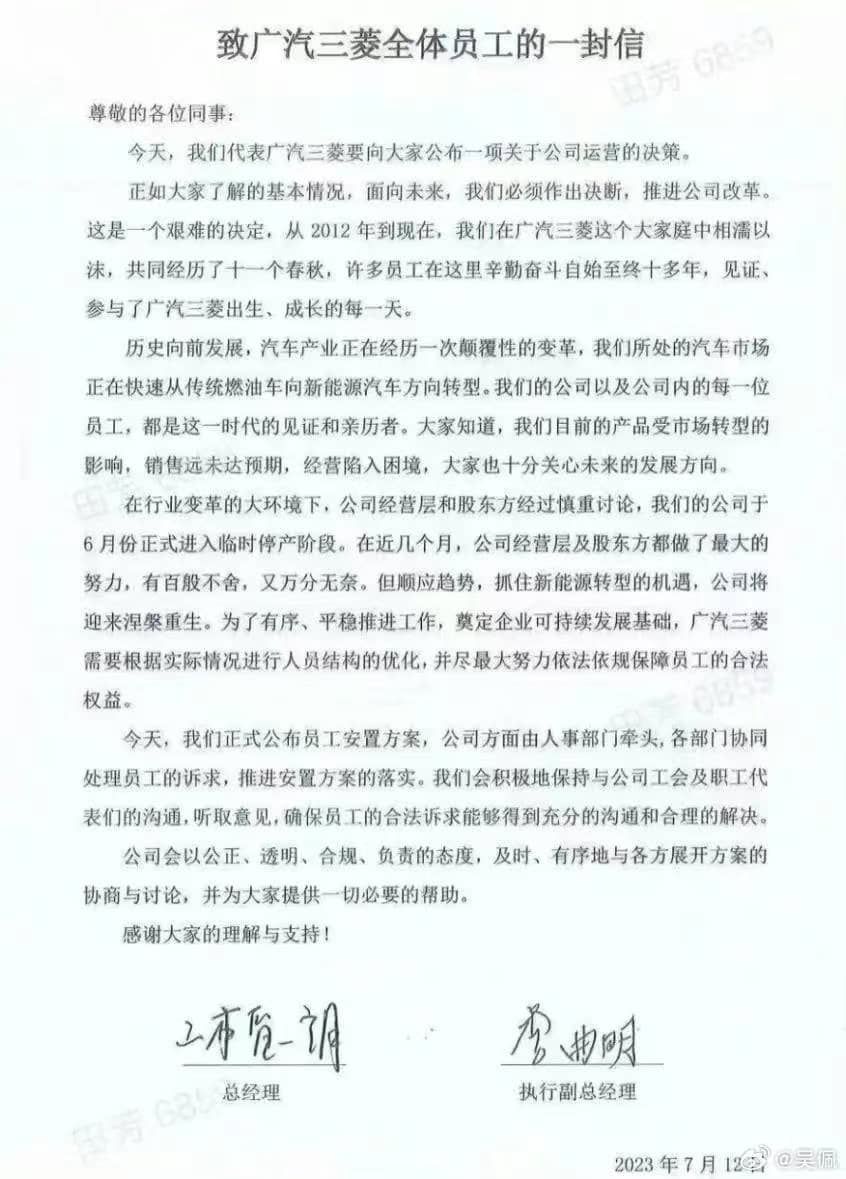 致广汽三菱全体员工的一封信
田芳 6859
尊敬的各位同事：
今天，我们代表广汽三菱要向大家公布一项关于公司运营的决策。
正如大家了解的基本情况，面向未来，我们必须作出决断，推进公司改革。
这是一个艰难的决定，从 2012 年到现在，我们在广汽三菱这个大家庭中相濡以
沫，共同经历了十一个春秋，许多员工在这里辛勤奋斗自始至终十多年，见证、
参与了广汽三菱出生、成长的每一天。
历史向前发展，汽车产业正在经历一次颠覆性的变革，我们所处的汽车市场
正在快速从传统燃油车向新能源汽车方向转型。我们的公司以及公司内的每一位
员工，都是这一时代的见证和亲历者。大家知道，我们目前的产品受市场转型的
影响，销售远未达预期，经营陷入困境，大家也十分关心未来的发展方向。
在行业变革的大环境下，公司经营层和股东方经过慎重讨论，我们的公司于
6 月份正式进入临时停产阶段。在近几个月，公司经营层及股东方都做了最大的
努力，有百般不舍，又万分无奈。但顺应趋势，抓住新能源转型的机遇，公司将
迎来涅槃重生。为了有序、平稳推进工作，奠定企业可持续发展基础，广汽三菱
需要根据实际情况进行人员结构的优化，并尽最大努力依法依规保障员工的合法
权益。
田芳 6859
今天，我们正式公布员工安置方案，公司方面由人事部门牵头,各部门协同
处理员工的诉求，推进安置方案的落实。我们会积极地保持与公司工会及职工代
表们的沟通,听取意见,确保员工的合法诉求能够得到充分的沟通和合理的解决。
公司会以公正、透明、合规、负责的态度，及时、有序地与各方展开方案的
协商与讨论，并为大家提供一切必要的帮助。
感谢大家的理解与支持！
总经理
执行副总经理
田芳 6859
2023 年 7 月 12日
@吴佩